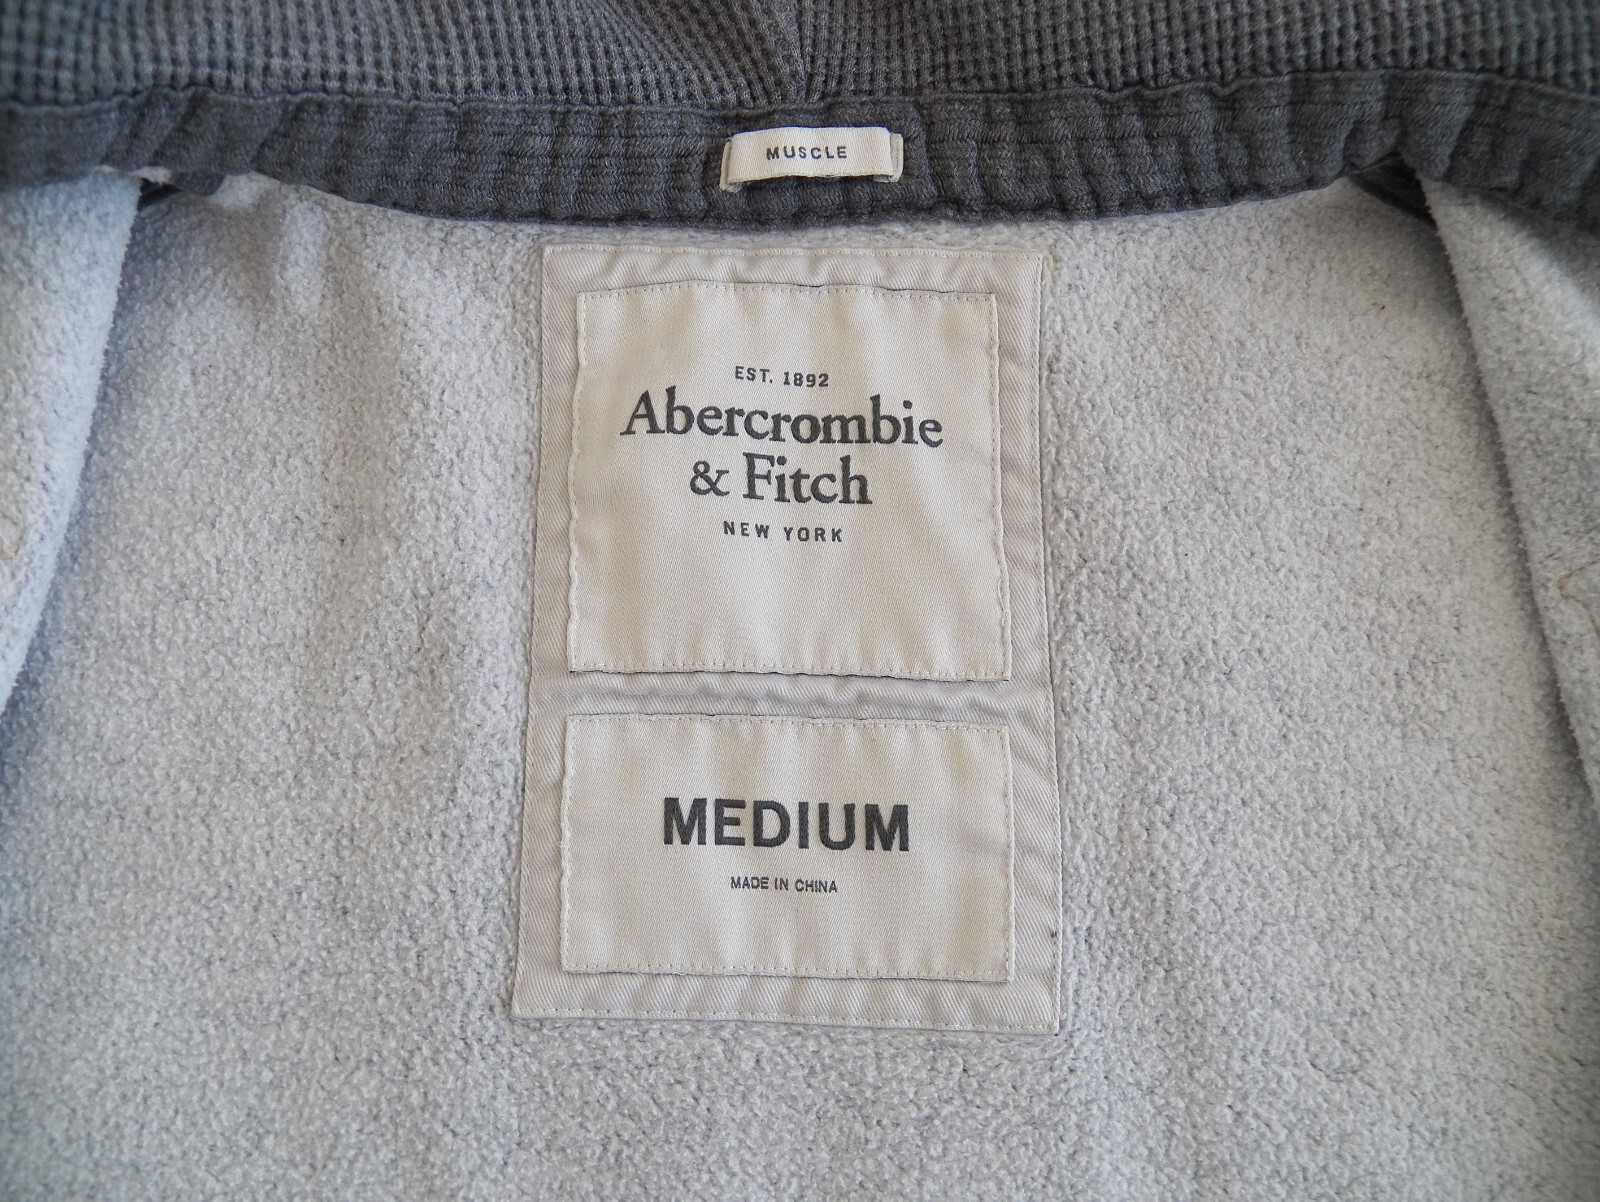 MUSCLE
EST. 1892
Abercrombie
& Fitch
NEW YORK
MEDIUM
MADE IN CHINA